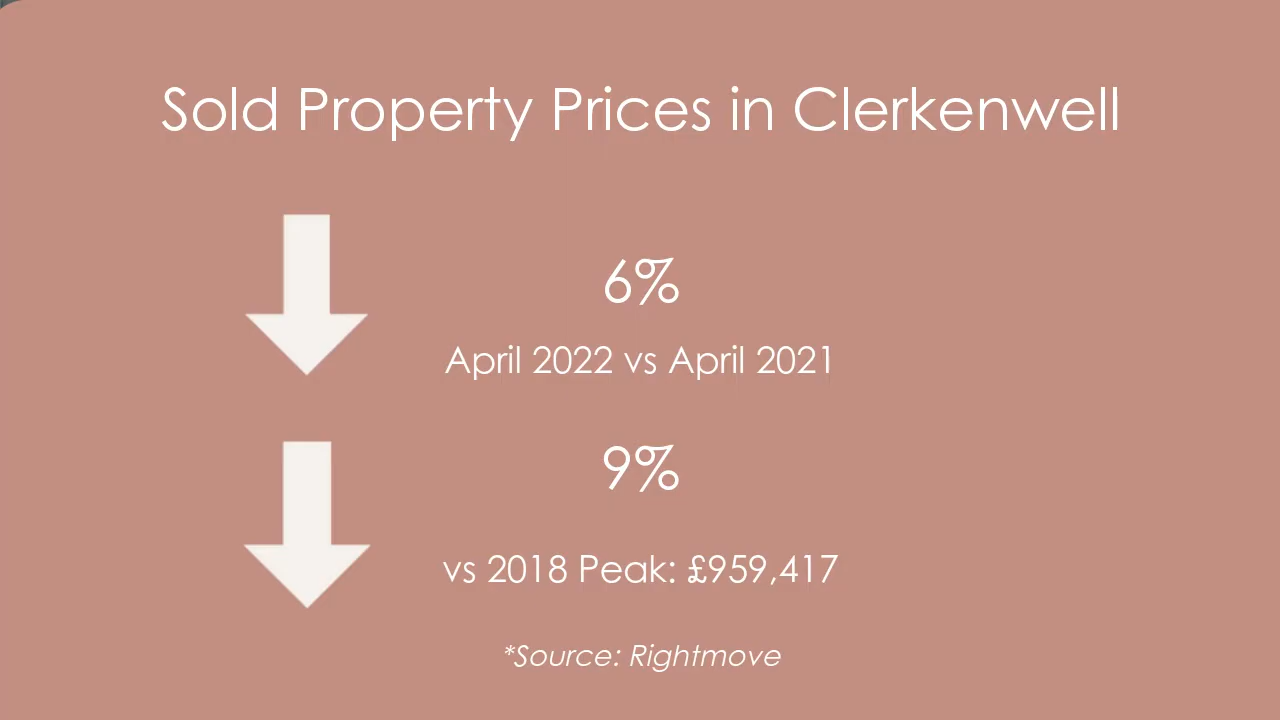 Sold Property Prices in Clerkenwell
6%
April 2022 vs April 2021
9%
vs 2018 Peak: £959,417
*Source: Rightmove